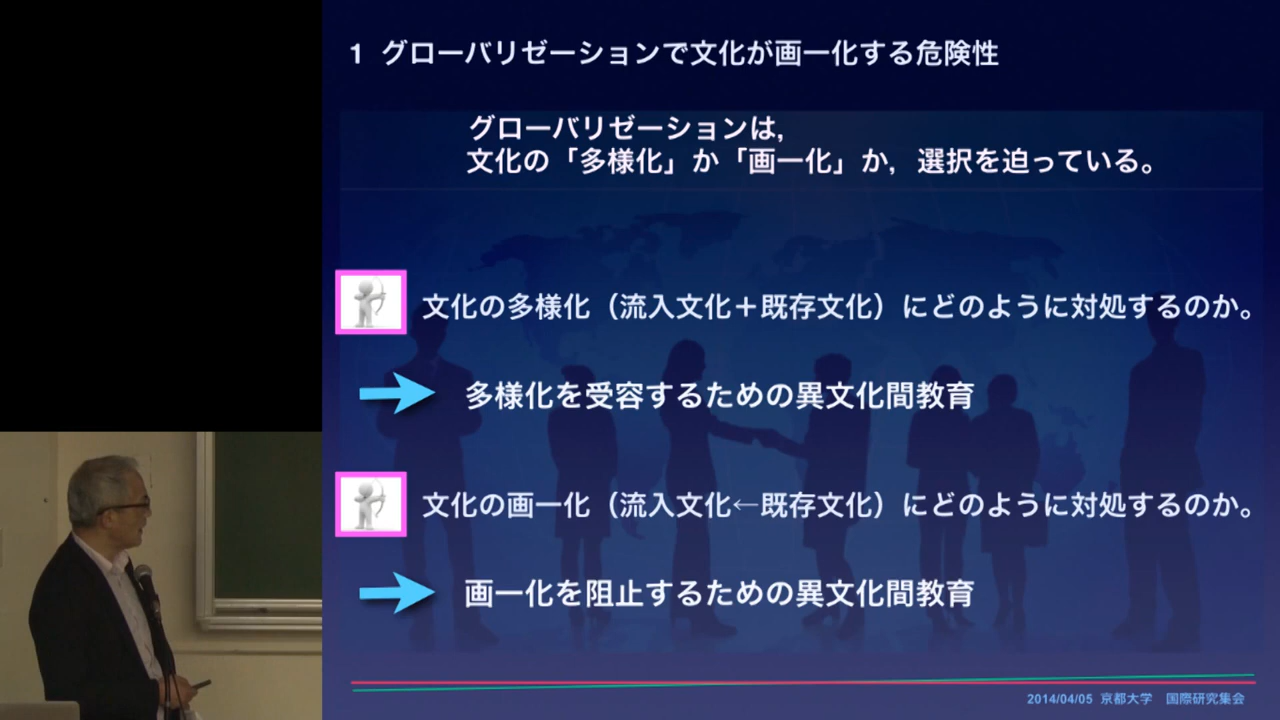 1 グローバリゼーションで文化が画一化する危険性
グローバリゼーションは,
文化の「多様化」か「画一化」か, 選択を迫っている。
文化の多様化（流入文化＋既存文化）にどのように対処するのか。
多様化を受容するための異文化間教育
文化の画一化（流入文化←既存文化）にどのように対処するのか。
画一化を阻止するための異文化間教育
2014/04/05 京都大学 国際研究集会